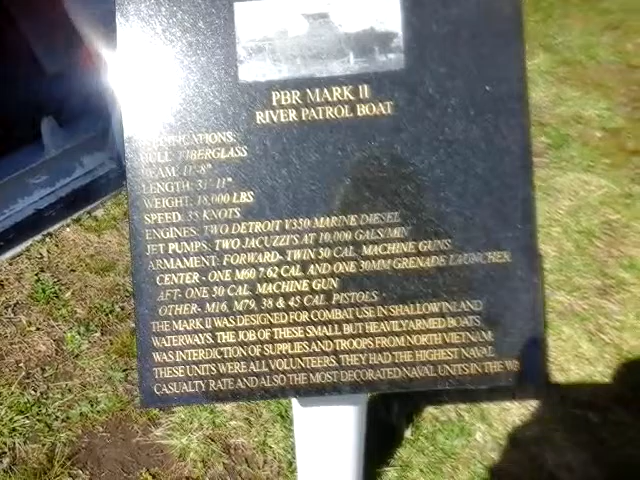 PBR MARK II
RIVER PATROL BOAT
HULL: FIBERGLASS
BEAM: 11'-8"
LENGTH: 31'-11"
WEIGHT: 18,000 LBS
SPEED: 35 KNOTS
ENGINES: TWO DETROIT V550 MARINE DIESEL
JET PUMPS: TWO JACUZZI'S AT 10,000 GALS/MIN
ARMAMENT: FORWARD- TWIN 50 CAL. MACHINE GUNS
CENTER - ONE M60 7.62 CAL. AND ONE 30MM GRENADE LAUNCHER
AFT- ONE 50 CAL. MACHINE GUN
OTHER- M16, M79, 38 & 45 CAL. PISTOLS
THE MARK II WAS DESIGNED FOR COMBAT USE IN SHALLOW INLAND
WATERWAYS. THE JOB OF THESE SMALL BUT HEAVILY ARMED BOATS
WAS INTERDICTION OF SUPPLIES AND TROOPS FROM NORTH VIETNAM.
THESE UNITS WERE ALL VOLUNTEERS. THEY HAD THE HIGHEST NAVAL
CASUALTY RATE AND ALSO THE MOST DECORATED NAVAL UNITS IN THE